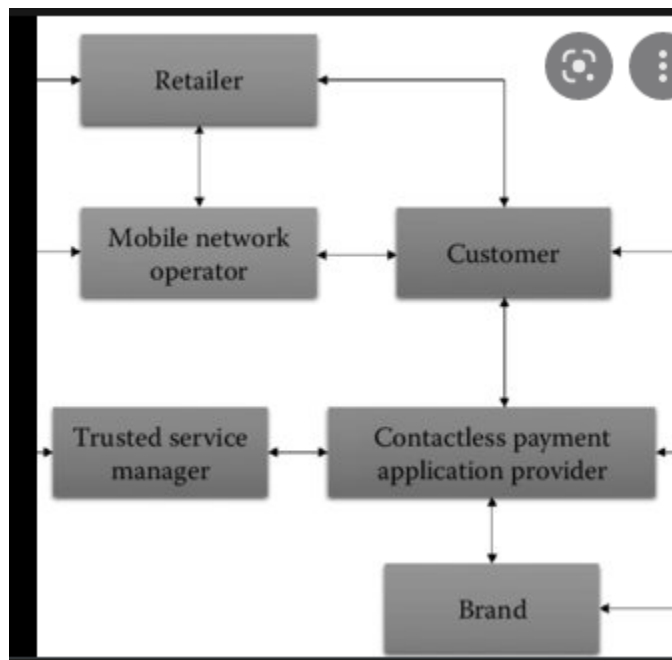 Retailer
Mobile network
operator
Customer
Trusted service
manager
Contactless payment
application provider
Brand